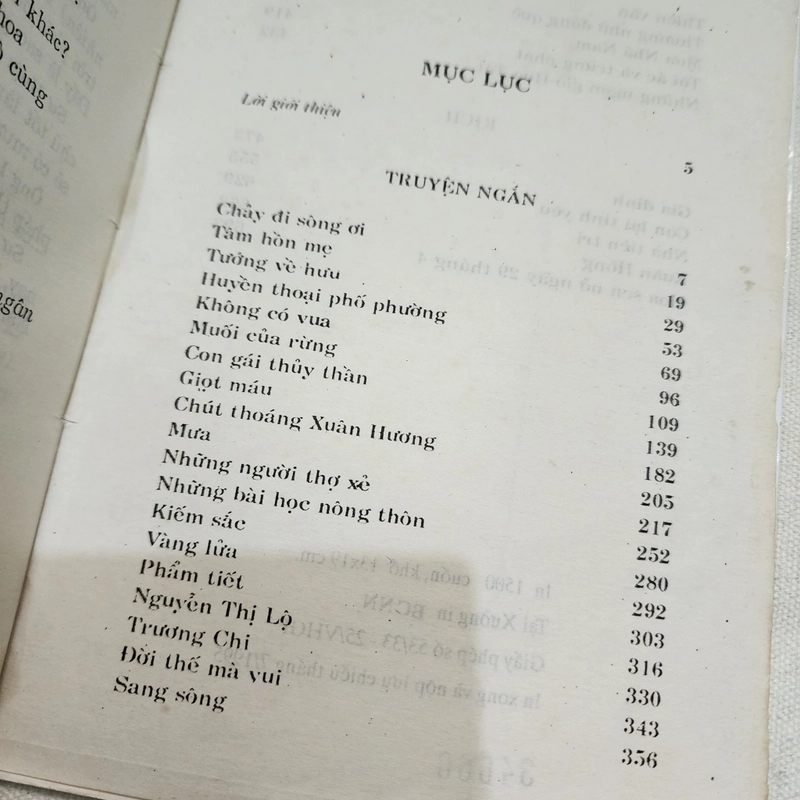 khác?
hoa
cùng
ngân
MỤC LỤC
Lời giới thiệu 5
TRUYỆN NGẮN
Chảy đi sông ơi 7
Tâm hồn mẹ 19
Tướng về hưu 29
Huyền thoại phố phường 53
Không có vua 69
Muối của rừng 96
Con gái thủy thần 109
Giọt máu 139
Chút thoáng Xuân Hương 182
Mưa 205
Những người thợ xẻ 217
Những bài học nông thôn 252
Kiếm sắc 280
Vàng lửa 292
Phẩm tiết 303
Nguyễn Thị Lộ 316
Trương Chi 330
Đời thế mà vui 343
Sang sông 356